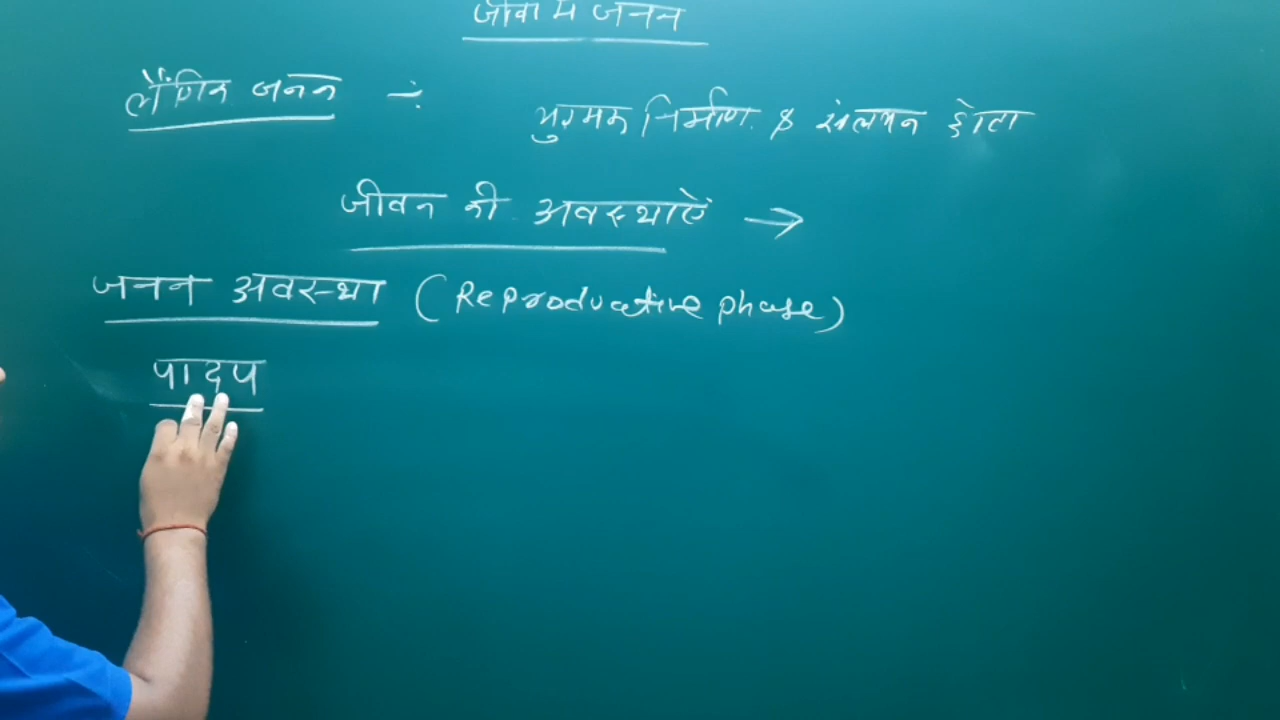 जीवों में जनन
लैंगिक जनन ÷ युग्मक निर्माण & संलयन होता
जीवन की अवस्थाऐं →
जनन अवस्था (Reproductive phase)
पादप